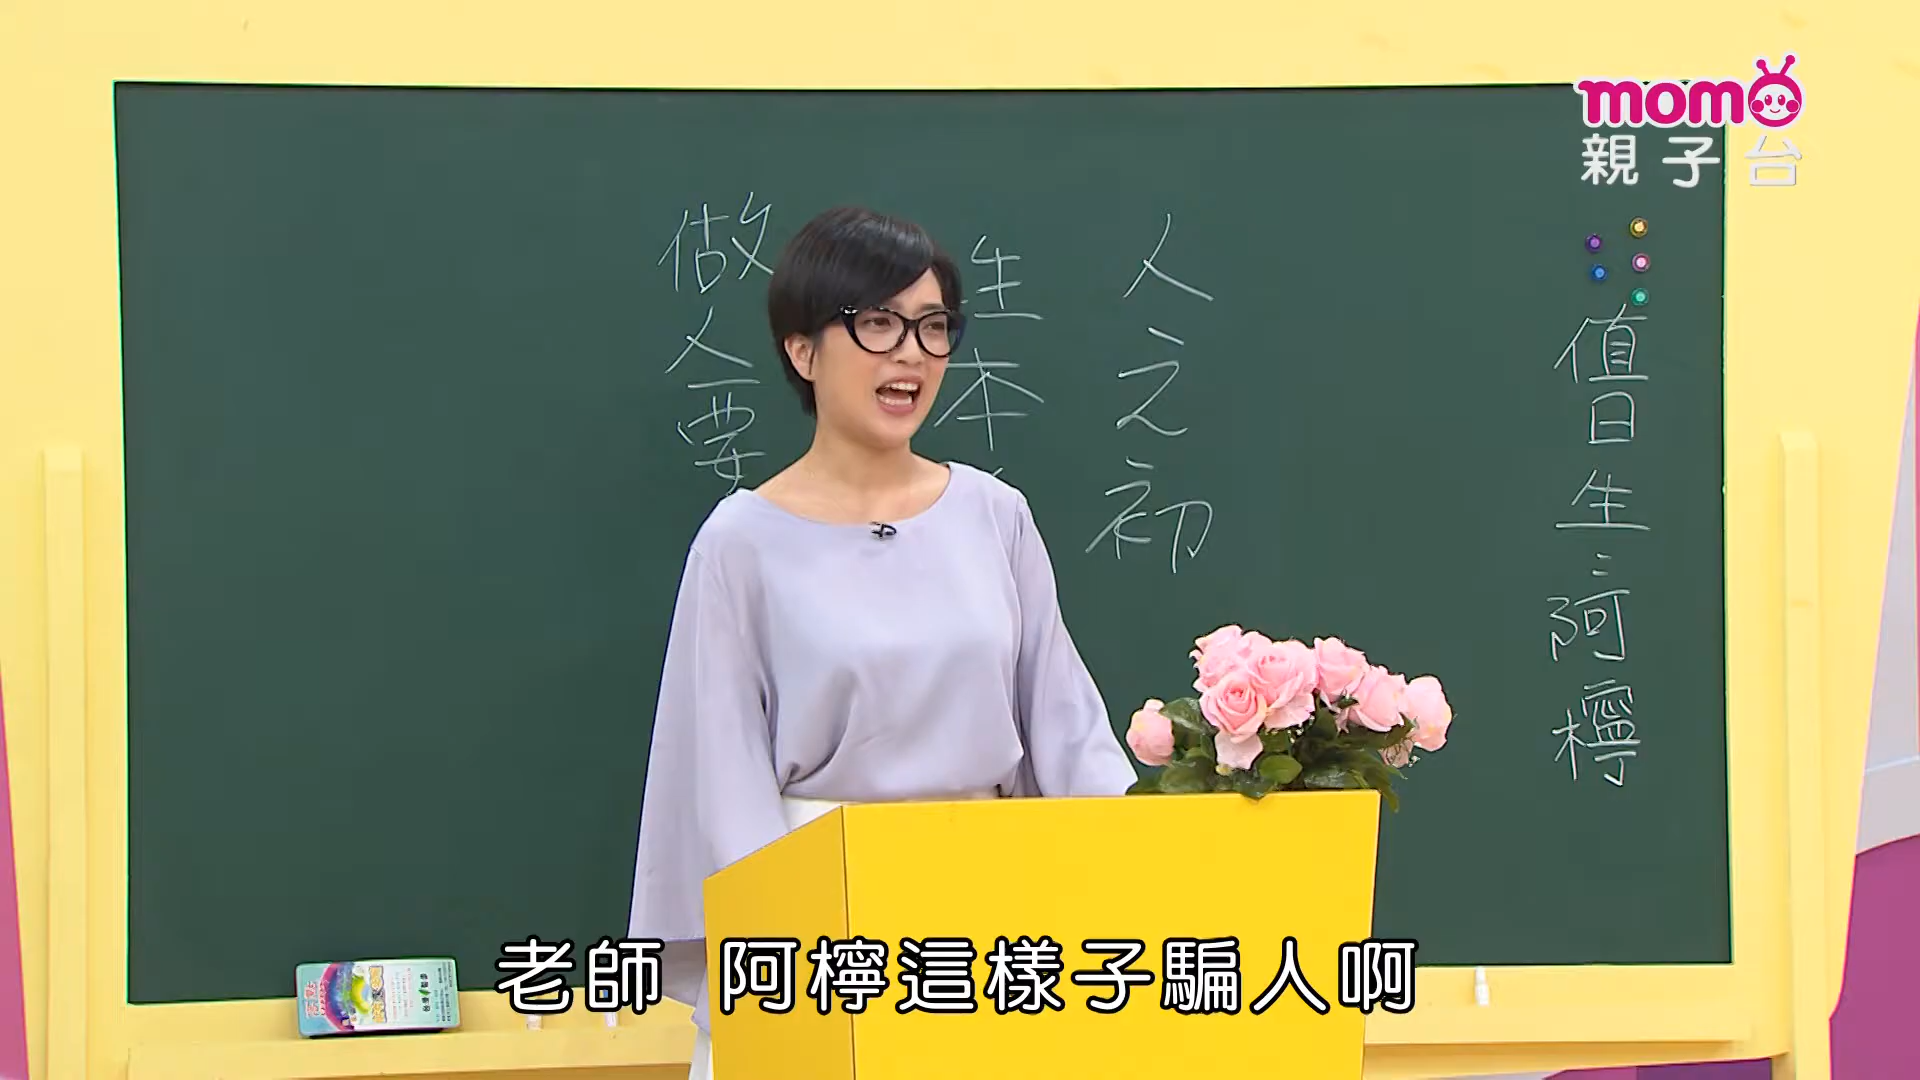 momo
親子台
值日生：阿檸
人之初
生本
做人要
老師 阿檸這樣子騙人啊